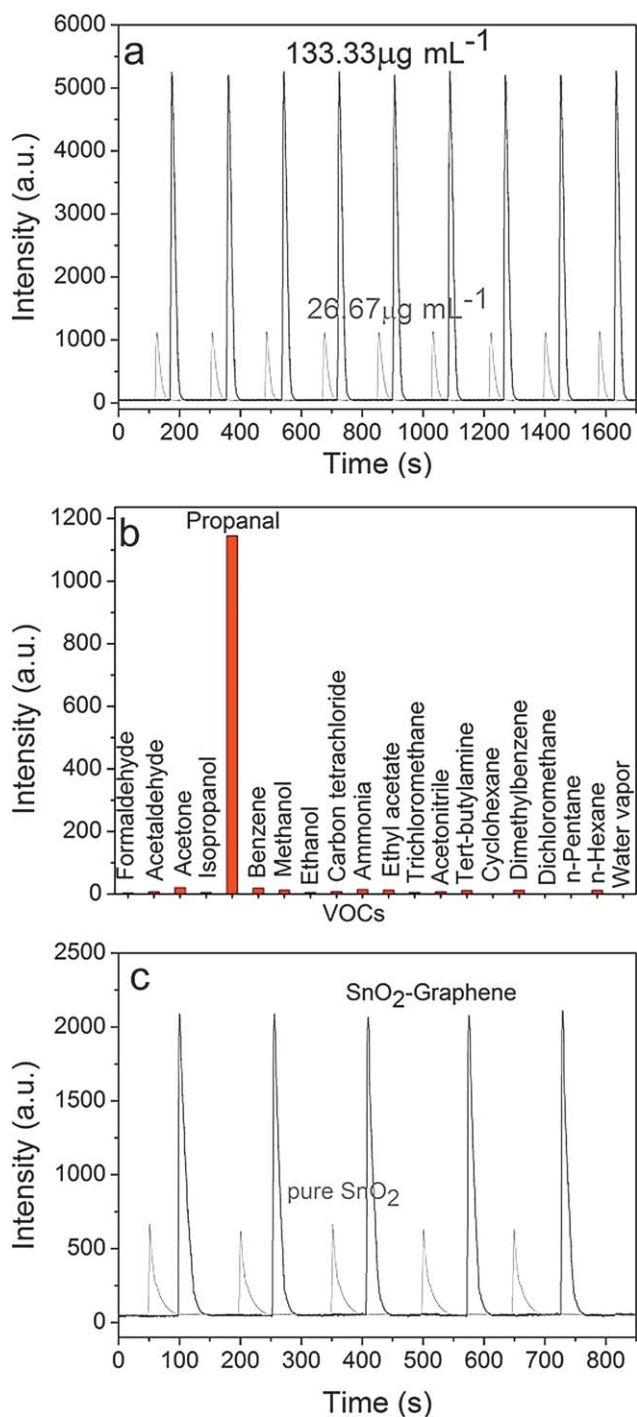 a
133.33μg mL-1
26.67μg mL-1
Intensity (a.u.)
6000
5000
4000
3000
2000
1000
0
0 200 400 600 800 1000 1200 1400 1600
Time (s)
b
Propanal
Intensity (a.u.)
1200
1000
800
600
400
200
0
Formaldehyde
Acetaldehyde
Acetone
Isopropanol
Benzene
Methanol
Ethanol
Carbon tetrachloride
Ammonia
Ethyl acetate
Trichloromethane
Acetonitrile
Tert-butylamine
Cyclohexane
Dimethylbenzene
Dichloromethane
n-Pentane
n-Hexane
Water vapor
VOCs
c
SnO2-Graphene
pure SnO2
Intensity (a.u.)
2500
2000
1500
1000
500
0
0 100 200 300 400 500 600 700 800
Time (s)